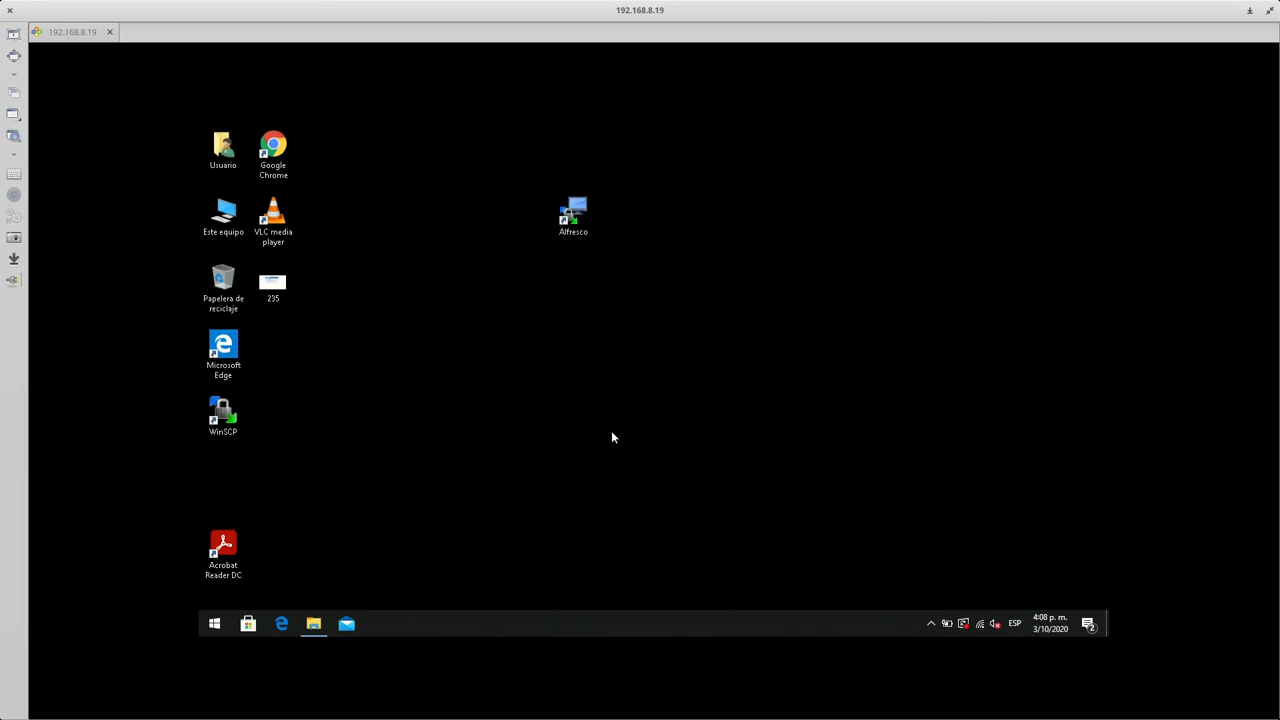 192.168.8.19
192.168.8.19
Usuario
Google
Chrome
Este equipo
VLC media
player
Alfresco
Papelera de
reciclaje
235
Microsoft
Edge
WinSCP
Acrobat
Reader DC
ESP
4:08 p. m.
3/10/2020
2